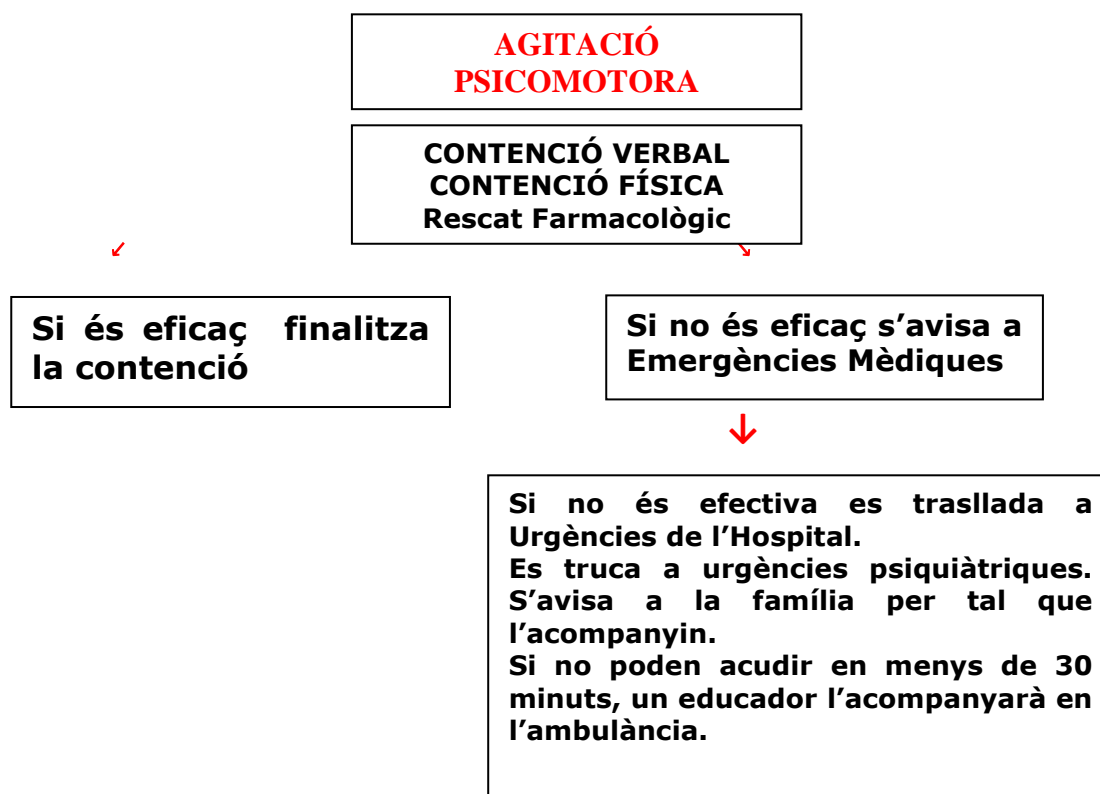 AGITACIÓ
PSICOMOTORA
CONTENCIÓ VERBAL
CONTENCIÓ FÍSICA
Rescat Farmacològic
Si és eficaç finalitza
la contenció
Si no és eficaç s’avisa a
Emergències Mèdiques
Si no és efectiva es trasllada a
Urgències de l’Hospital.
Es truca a urgències psiquiàtriques.
S’avisa a la família per tal que
l’acompanyin.
Si no poden acudir en menys de 30
minuts, un educador l’acompanyarà en
l’ambulància.